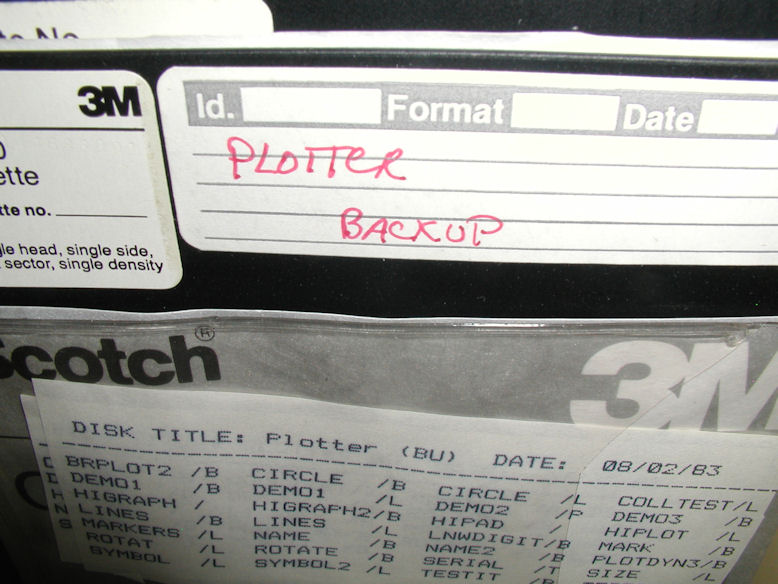 te No.
3M
Id. Format Date
ette
PLOTTER
tte no.
BACKUP
gle head, single side,
sector, single density
Scotch®
3M
DISK TITLE: Plotter (BU) DATE: 08/02/83
BRPLOT2 /B CIRCLE /B CIRCLE /L COLLTEST/L
DEMO1 /B DEMO1 /L DEMO2 /P DEMO3 /B
HIGRAPH / HIGRAPH2/B HIPAD / HIPLOT /L
LINES /B LINES /L LNWDIGIT/B MARK /B
MARKERS /L NAME /L NAME2 /B PLOTDYN3/B
ROTAT /L ROTATE /B SERIAL /T SIZE
SYMBOL /L SYMBOL2 /L TESTIT /B